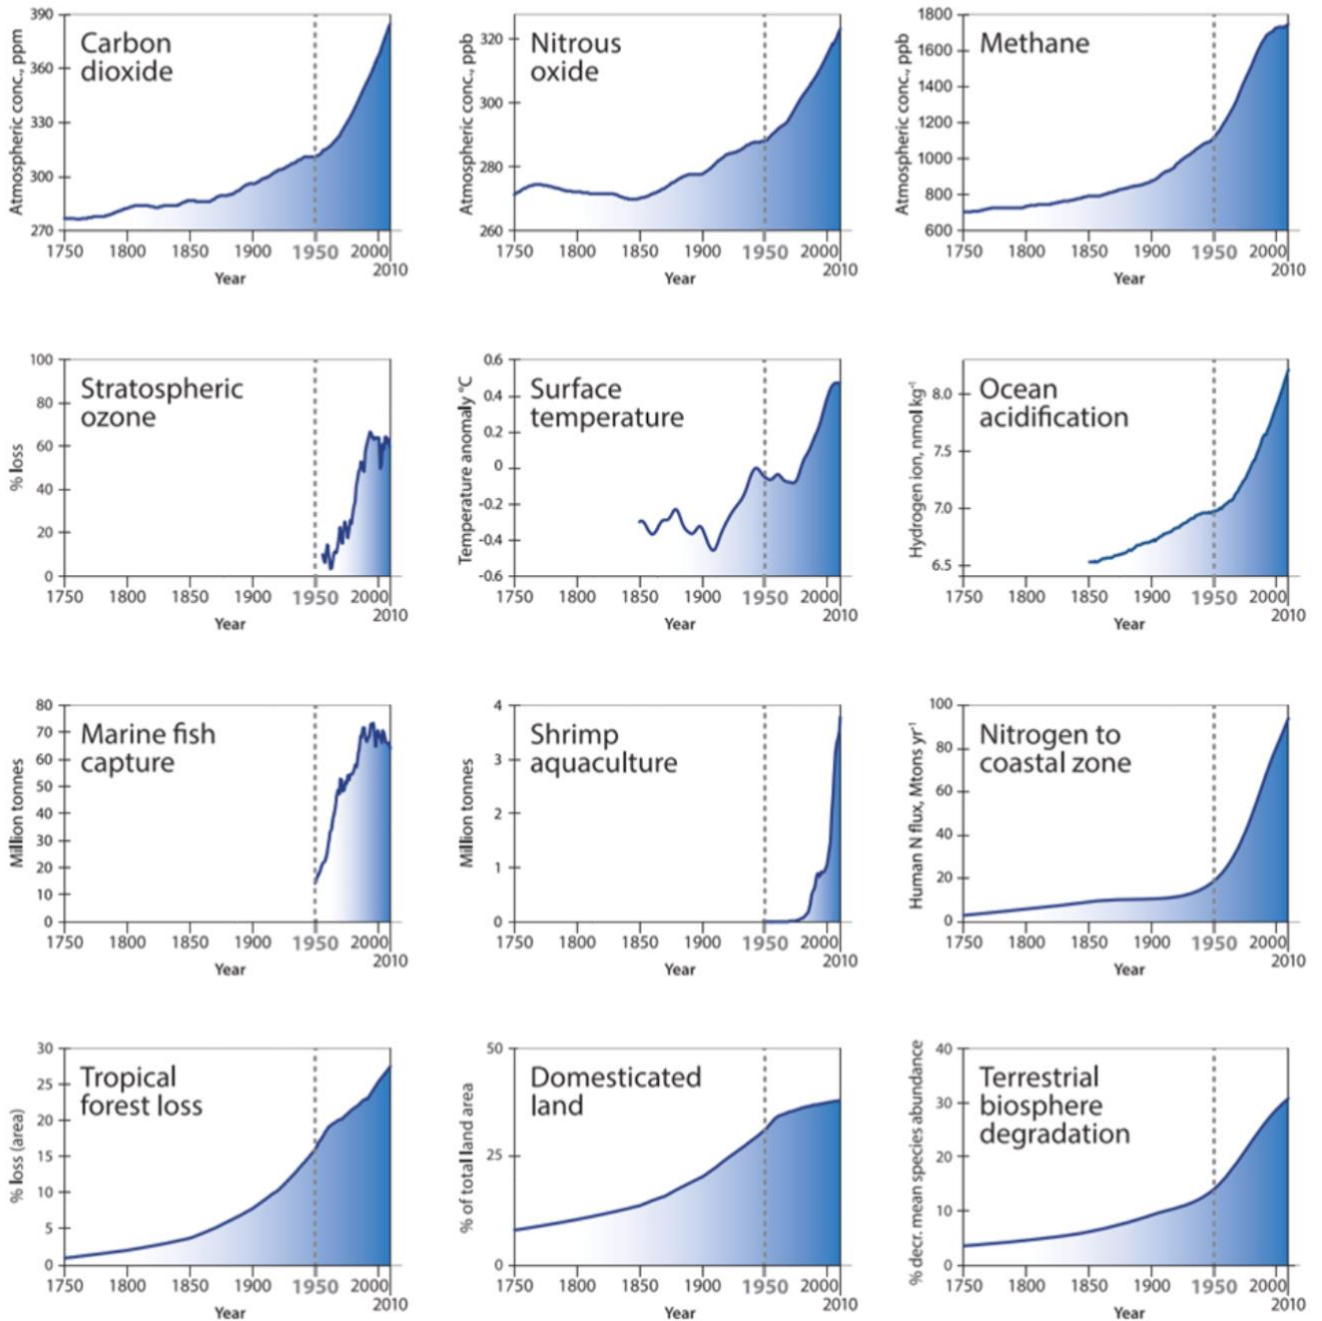 Carbon
dioxide
Atmospheric conc., ppm
390
360
330
300
270
1750 1800 1850 1900 1950 2000
2010
Year
Nitrous
oxide
Atmospheric conc., ppb
320
300
280
260
1750 1800 1850 1900 1950 2000
2010
Year
Methane
Atmospheric conc., ppb
1800
1600
1400
1200
1000
800
600
1750 1800 1850 1900 1950 2000
2010
Year
Stratospheric
ozone
% loss
100
80
60
40
20
0
1750 1800 1850 1900 1950 2000
2010
Year
Surface
temperature
Temperature anomaly °C
0.6
0.4
0.2
0
-0.2
-0.4
-0.6
1750 1800 1850 1900 1950 2000
2010
Year
Ocean
acidification
Hydrogen ion, nmol kg⁻¹
8.0
7.5
7.0
6.5
1750 1800 1850 1900 1950 2000
2010
Year
Marine fish
capture
Million tonnes
80
70
60
50
40
30
20
10
0
1750 1800 1850 1900 1950 2000
2010
Year
Shrimp
aquaculture
Million tonnes
4
3
2
1
0
1750 1800 1850 1900 1950 2000
2010
Year
Nitrogen to
coastal zone
Human N flux, Mtons yr⁻¹
100
80
60
40
20
0
1750 1800 1850 1900 1950 2000
2010
Year
Tropical
forest loss
% loss (area)
30
25
20
15
10
5
0
1750 1800 1850 1900 1950 2000
2010
Year
Domesticated
land
% of total land area
50
25
0
1750 1800 1850 1900 1950 2000
2010
Year
Terrestrial
biosphere
degradation
% decr. mean species abundance
40
30
20
10
0
1750 1800 1850 1900 1950 2000
2010
Year